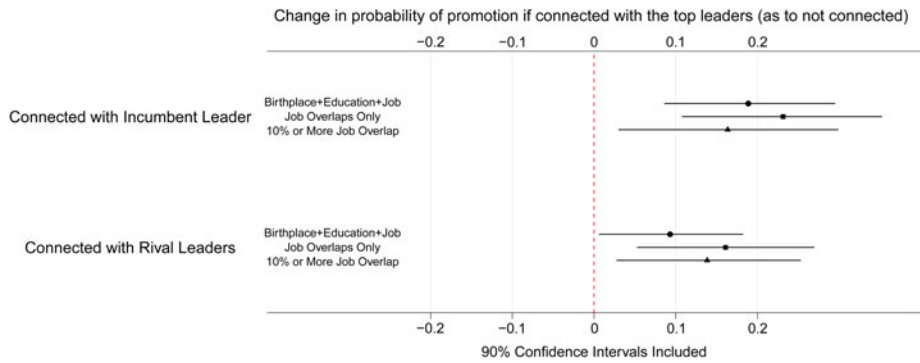 Change in probability of promotion if connected with the top leaders (as to not connected)
−0.2 −0.1 0 0.1 0.2
Connected with Incumbent Leader
Birthplace+Education+Job
Job Overlaps Only
10% or More Job Overlap
Connected with Rival Leaders
Birthplace+Education+Job
Job Overlaps Only
10% or More Job Overlap
−0.2 −0.1 0 0.1 0.2
90% Confidence Intervals Included